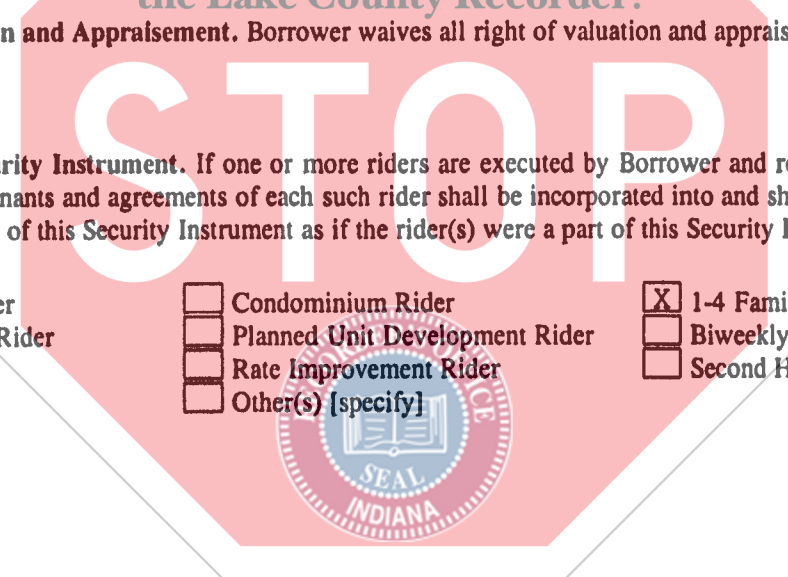 the Lake County Recorder!
n and Appraisement. Borrower waives all right of valuation and apprais
STOP
urity Instrument. If one or more riders are executed by Borrower and r
nants and agreements of each such rider shall be incorporated into and sh
of this Security Instrument as if the rider(s) were a part of this Security I
er Condominium Rider X 1-4 Fami
Rider Planned Unit Development Rider Biweekly
Rate Improvement Rider Second H
Other(s) [specify]
SEAL
INDIANA